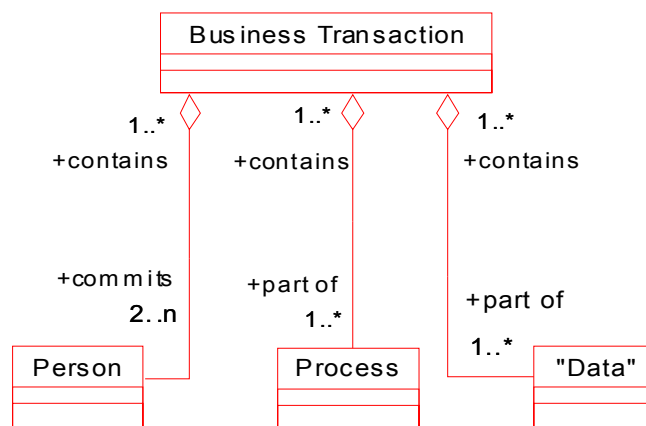 Business Transaction
1..*
1..*
1..*
+contains
+contains
+contains
+commits
+part of
+part of
2..n
1..*
1..*
Person
Process
"Data"